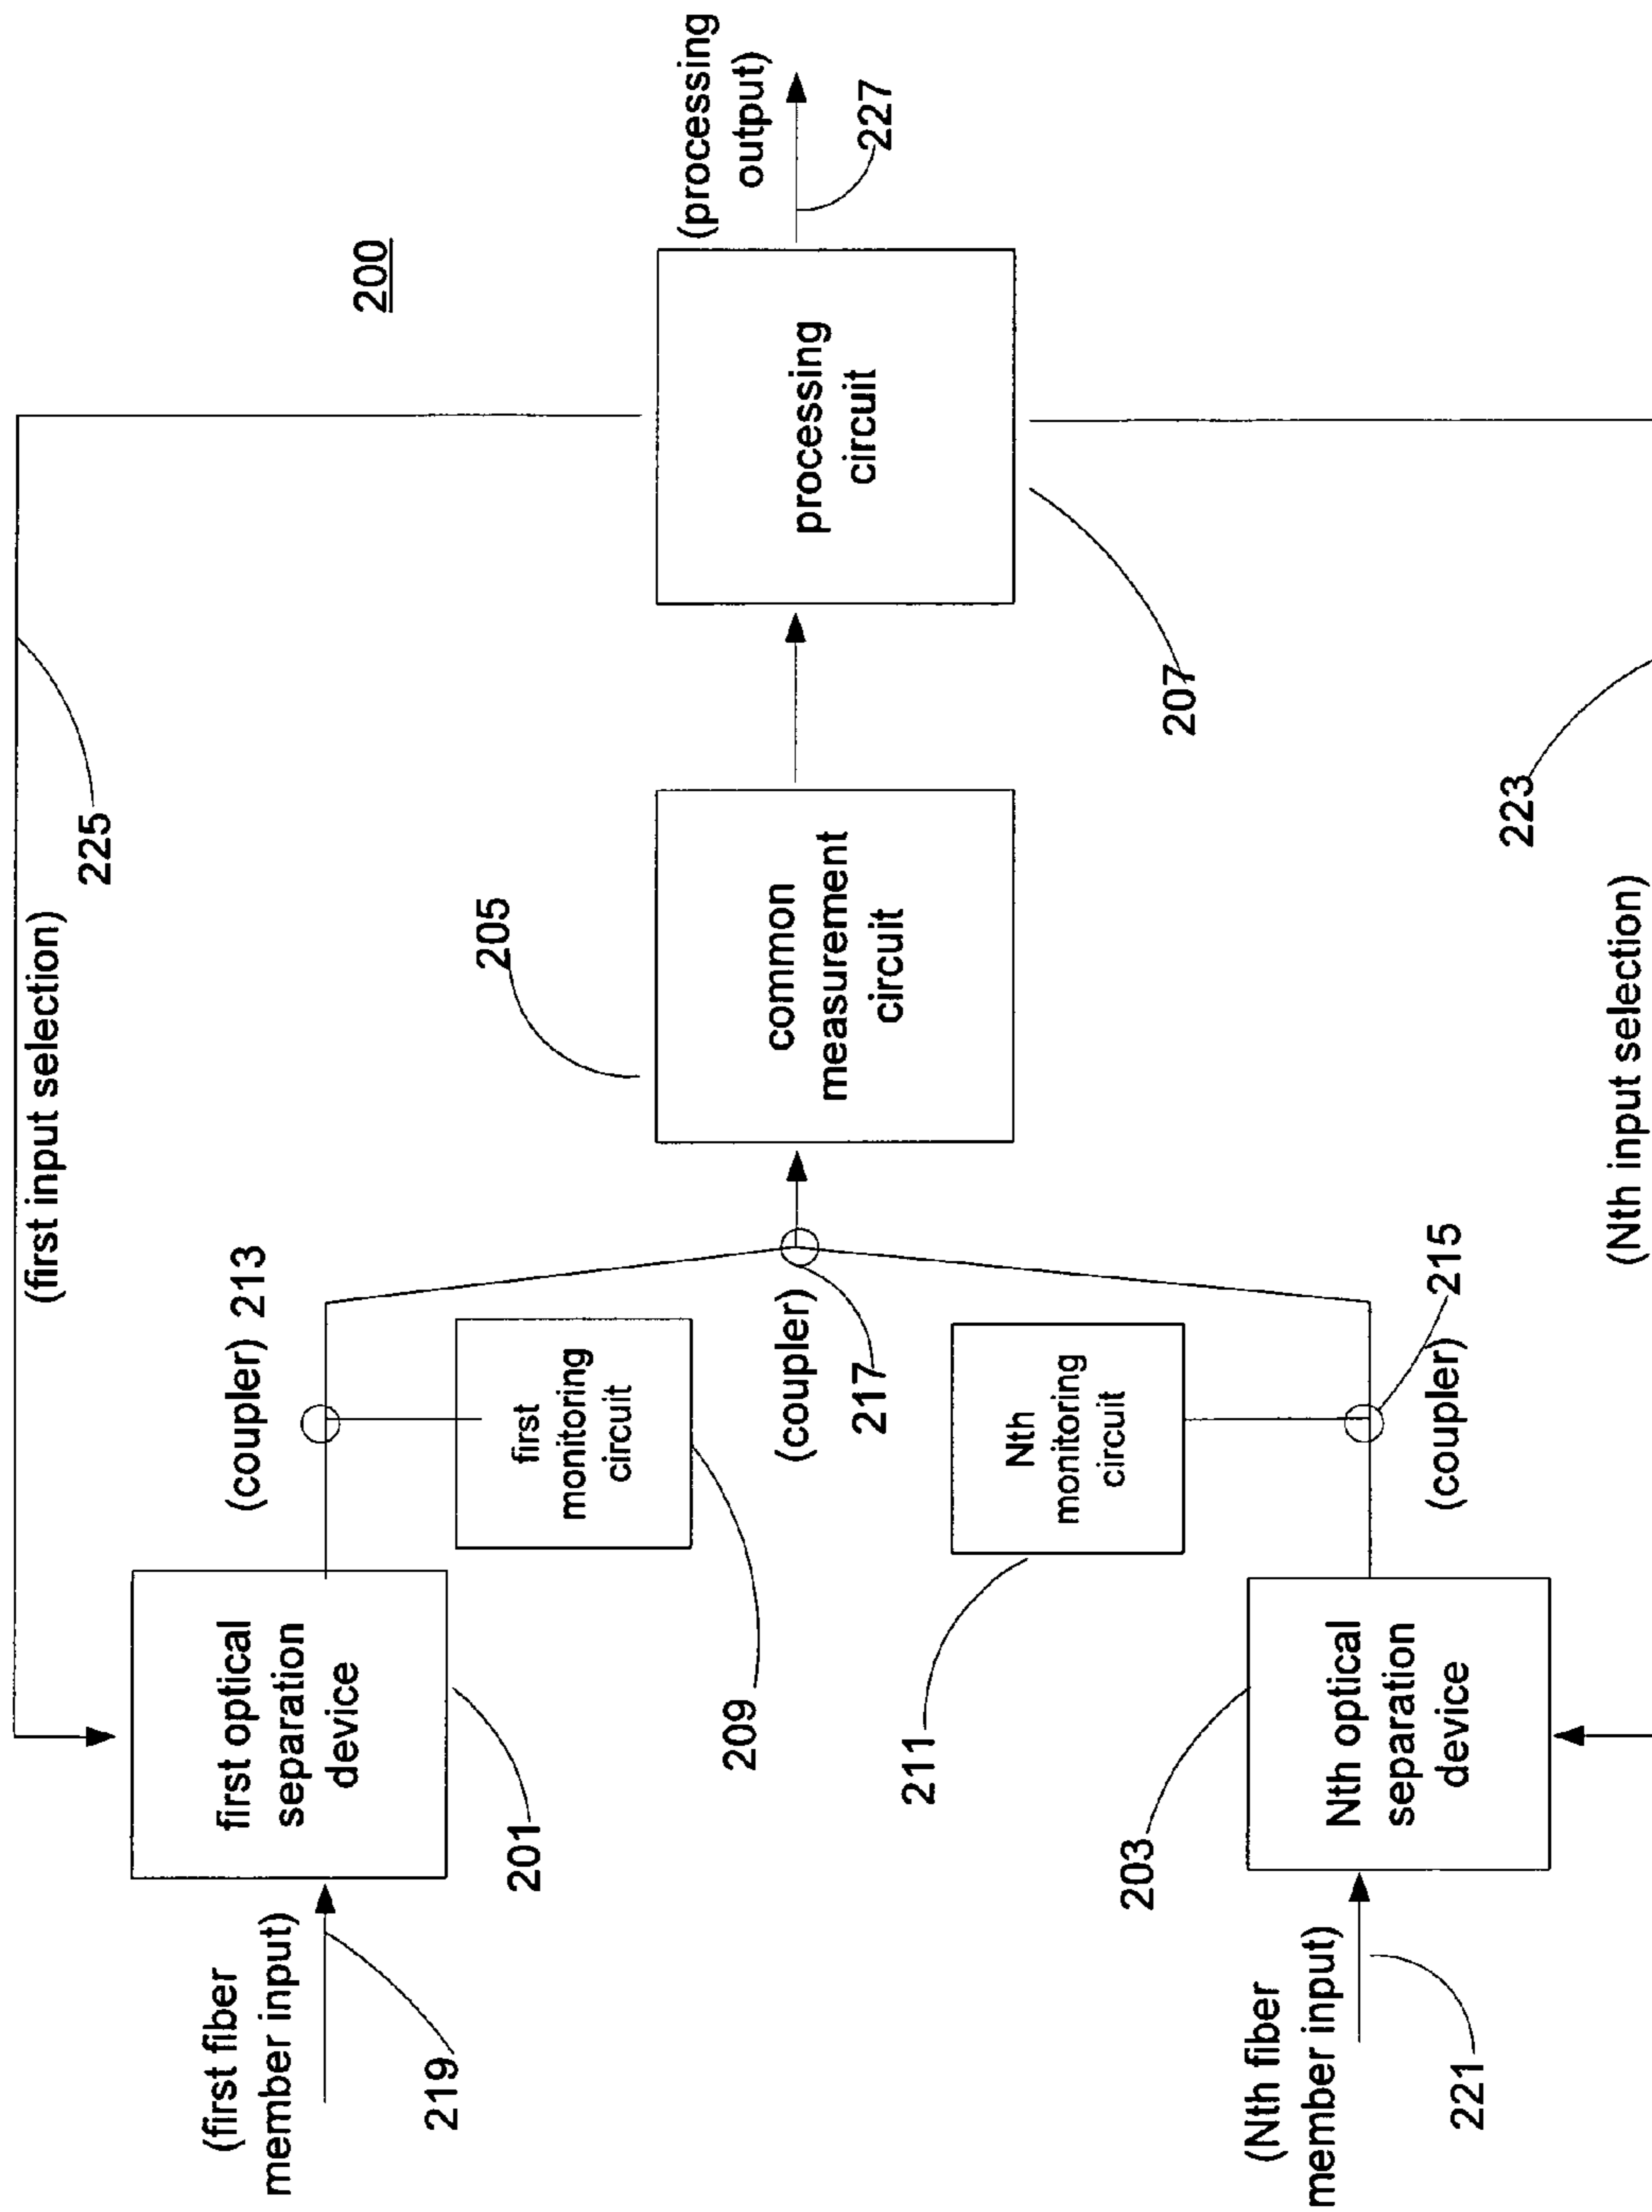 (first input selection)
225
200
(coupler) 213
205
(processing
output)
227
first optical
separation
device
201
(first fiber
member input)
219
first
monitoring
circuit
209
(coupler)
217
common
measurement
circuit
processing
circuit
207
Nth
monitoring
circuit
211
215
(coupler)
Nth optical
separation
device
203
(Nth fiber
member input)
221
223
(Nth input selection)